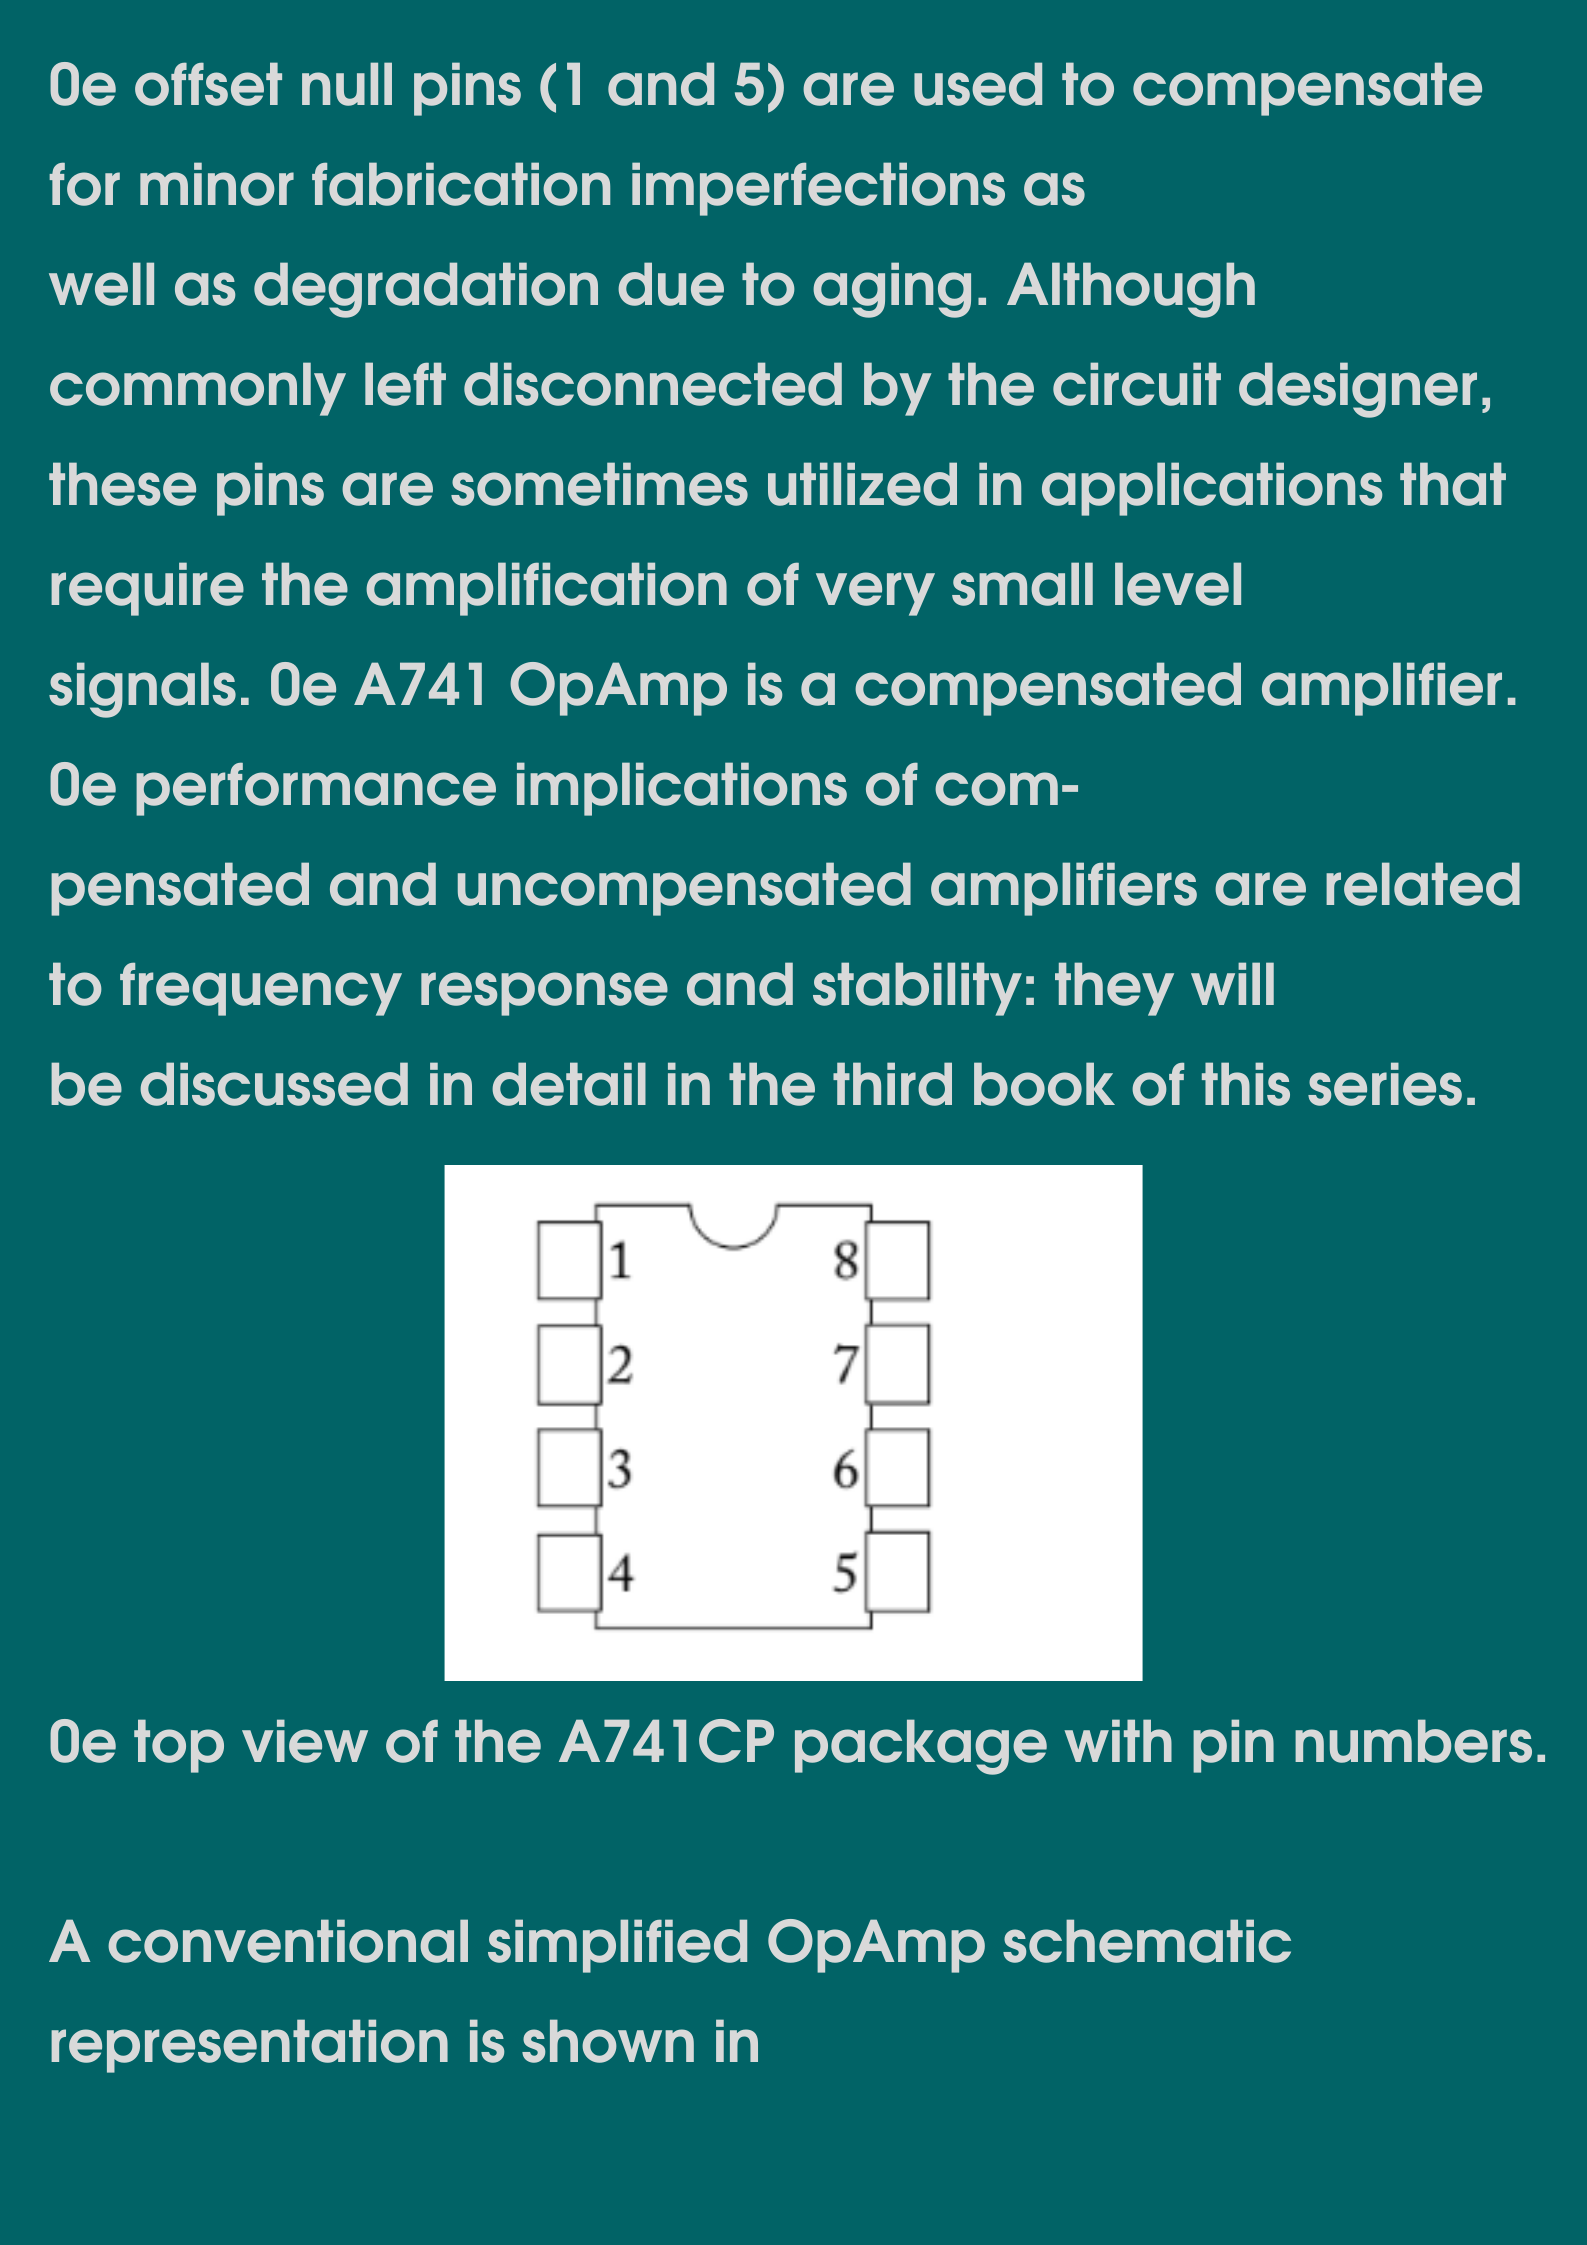 0e offset null pins (1 and 5) are used to compensate
for minor fabrication imperfections as
well as degradation due to aging. Although
commonly left disconnected by the circuit designer,
these pins are sometimes utilized in applications that
require the amplification of very small level
signals. 0e A741 OpAmp is a compensated amplifier.
0e performance implications of com-
pensated and uncompensated amplifiers are related
to frequency response and stability: they will
be discussed in detail in the third book of this series.
1 8
2 7
3 6
4 5
0e top view of the A741CP package with pin numbers.
A conventional simplified OpAmp schematic
representation is shown in